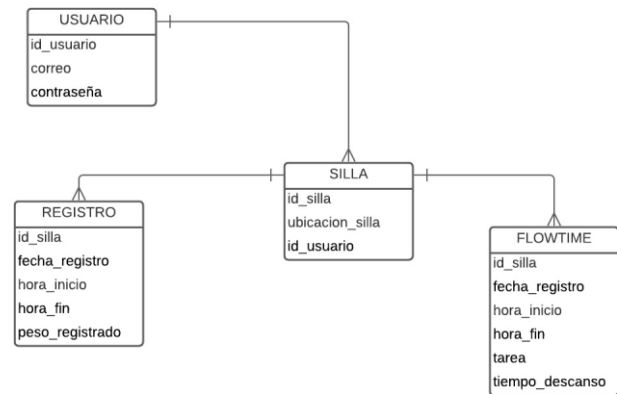 USUARIO
id_usuario
correo
contraseña
SILLA
id_silla
ubicacion_silla
id_usuario
REGISTRO
id_silla
fecha_registro
hora_inicio
hora_fin
peso_registrado
FLOWTIME
id_silla
fecha_registro
hora_inicio
hora_fin
tarea
tiempo_descanso